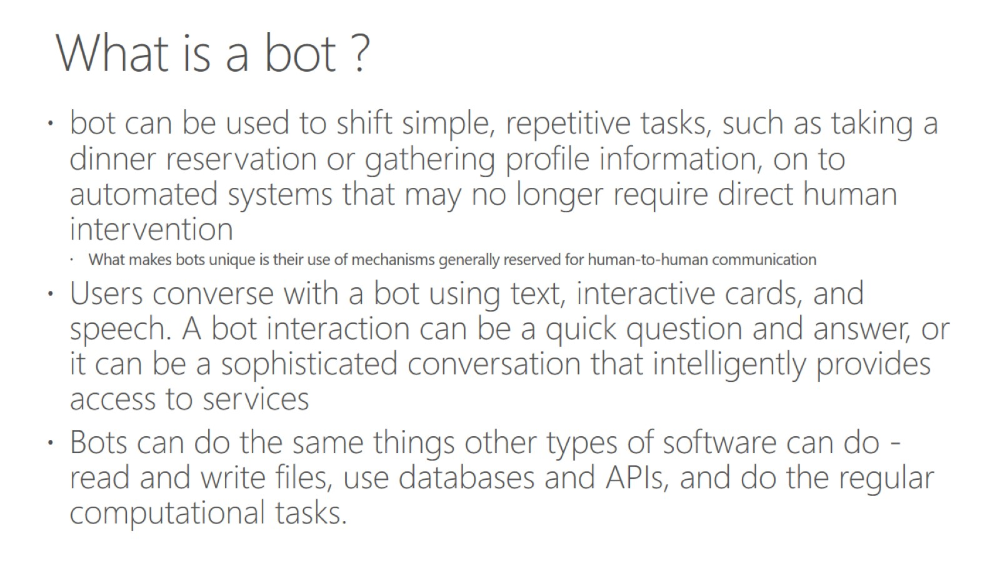 What is a bot ?
• bot can be used to shift simple, repetitive tasks, such as taking a
dinner reservation or gathering profile information, on to
automated systems that may no longer require direct human
intervention
• What makes bots unique is their use of mechanisms generally reserved for human-to-human communication
• Users converse with a bot using text, interactive cards, and
speech. A bot interaction can be a quick question and answer, or
it can be a sophisticated conversation that intelligently provides
access to services
• Bots can do the same things other types of software can do -
read and write files, use databases and APIs, and do the regular
computational tasks.